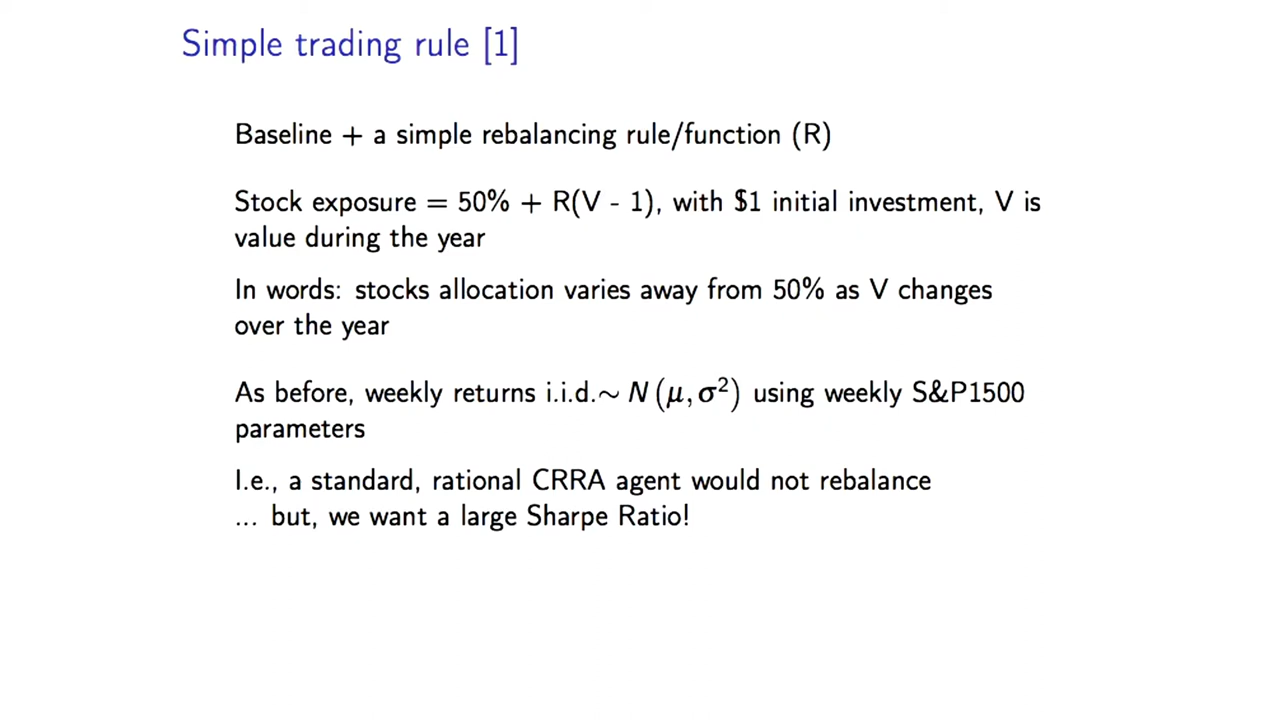 Simple trading rule [1]
Baseline + a simple rebalancing rule/function (R)
Stock exposure = 50% + R(V - 1), with $1 initial investment, V is
value during the year
In words: stocks allocation varies away from 50% as V changes
over the year
As before, weekly returns i.i.d.∼ N(μ, σ²) using weekly S&P1500
parameters
I.e., a standard, rational CRRA agent would not rebalance
... but, we want a large Sharpe Ratio!